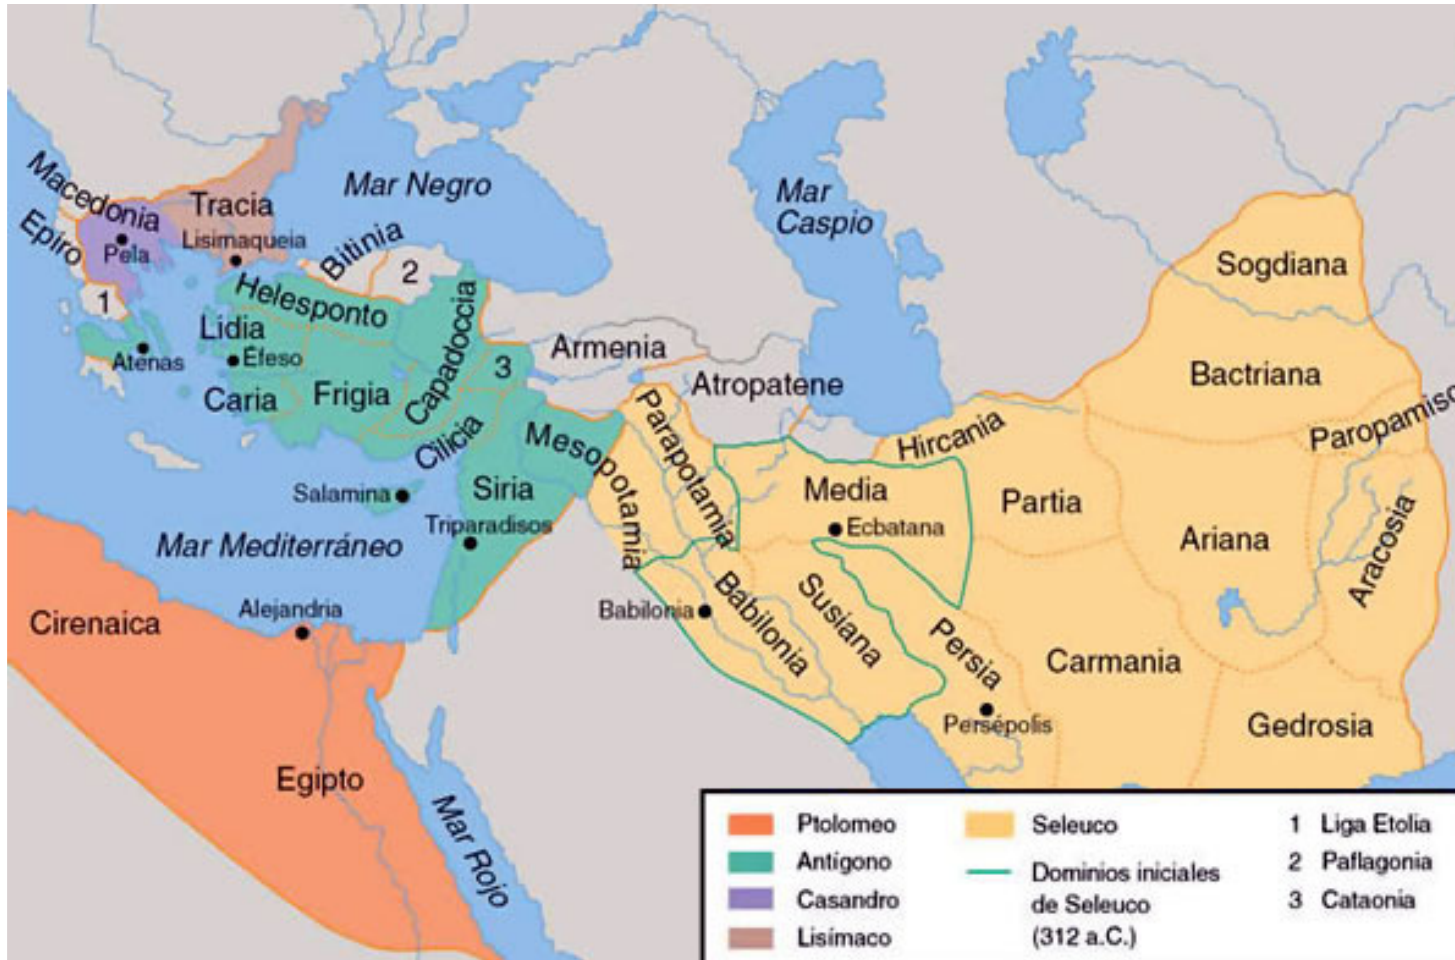 Macedonia
Epiro
Pela
Tracia
Lisimaqueia
Mar Negro
Bitinia
2
1
Helesponto
Capadoccia
Lidia
Efeso
Atenas
Caria
Frigia
3
Cilicia
Armenia
Atropatene
Mar
Caspio
Sogdiana
Bactriana
Paropamiso
Hircania
Mesopotamia
Parapotamia
Salamina
Siria
Triparadisos
Media
Ecbatana
Partia
Ariana
Aracosia
Mar Mediterráneo
Cirenaica
Alejandria
Babilonia
Babilonia
Susiana
Persia
Carmania
Persépolis
Gedrosia
Egipto
Mar Rojo
Ptolomeo
Antígono
Casandro
Lisímaco
Seleuco
Dominios iniciales
de Seleuco
(312 a.C.)
1 Liga Etolia
2 Paflagonia
3 Cataonia